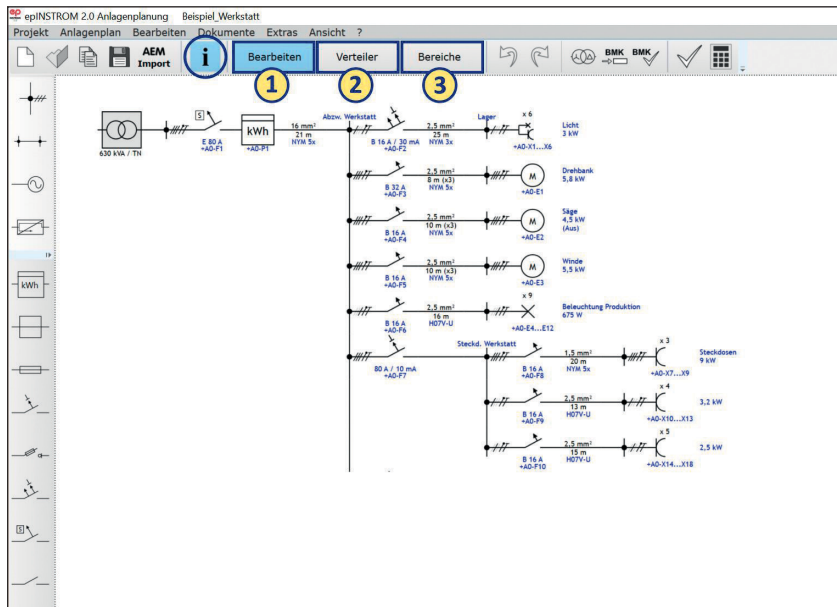 ep epINSTROM 2.0 Anlagenplanung Beispiel_Werkstatt
Projekt Anlagenplan Bearbeiten Dokumente Extras Ansicht ?
AEM Import
i
Bearbeiten
Verteiler
Bereiche
BMK
BMK
1
2
3
kWh
S
630 kVA / TN
S
E 80 A
+A0-F1
kWh
+A0-P1
16 mm²
21 m
NYM 5x
Abzw. Werkstatt
B 16 A / 30 mA
+A0-F2
2,5 mm²
25 m
NYM 3x
Lager
x 6
+A0-X1...X6
Licht
3 kW
B 32 A
+A0-F3
2,5 mm²
8 m (x3)
NYM 5x
M
+A0-E1
Drehbank
5,8 kW
B 16 A
+A0-F4
2,5 mm²
10 m (x3)
NYM 5x
M
+A0-E2
Säge
4,5 kW
(Aus)
B 16 A
+A0-F5
2,5 mm²
10 m (x3)
NYM 5x
M
+A0-E3
Winde
5,5 kW
B 16 A
+A0-F6
2,5 mm²
16 m
H07V-U
x 9
+A0-E4...E12
Beleuchtung Produktion
675 W
80 A / 10 mA
+A0-F7
Steckd. Werkstatt
B 16 A
+A0-F8
1,5 mm²
20 m
NYM 5x
x 3
+A0-X7...X9
Steckdosen
9 kW
B 16 A
+A0-F9
2,5 mm²
13 m
H07V-U
x 4
+A0-X10...X13
3,2 kW
B 16 A
+A0-F10
2,5 mm²
15 m
H07V-U
x 5
+A0-X14...X18
2,5 kW